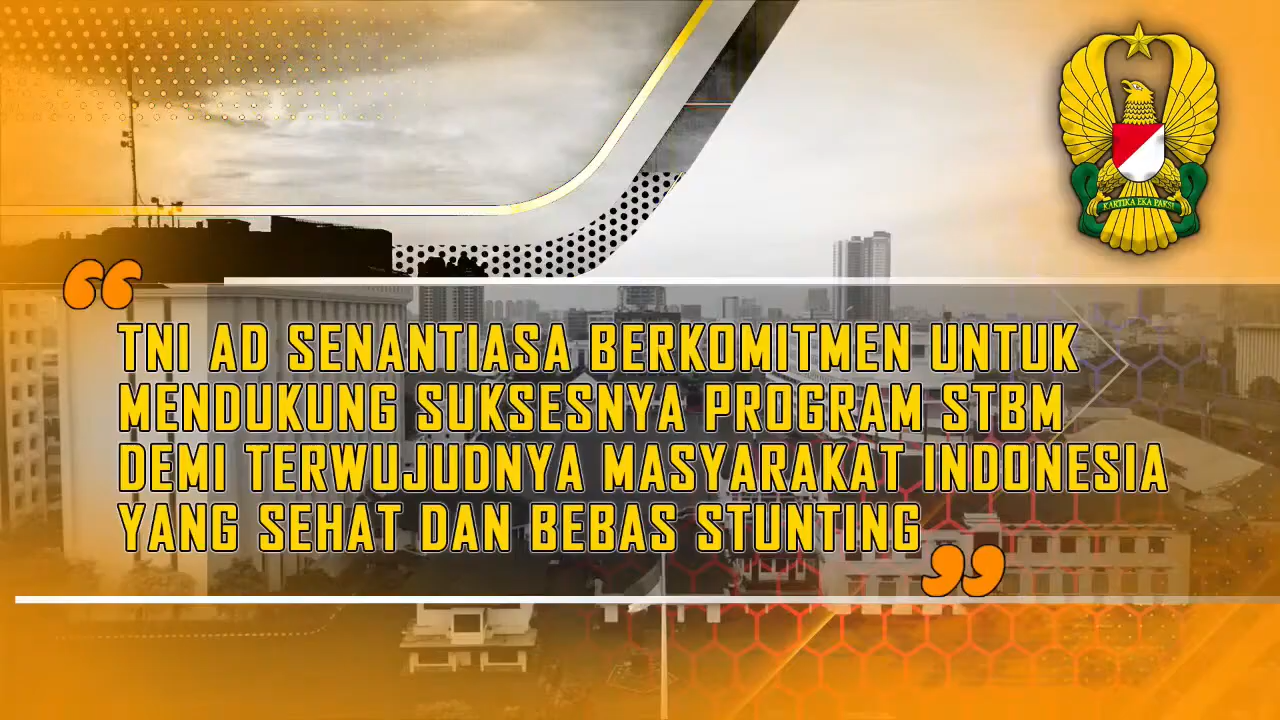 KARTIKA EKA PAKSI
“
TNI AD SENANTIASA BERKOMITMEN UNTUK
MENDUKUNG SUKSESNYA PROGRAM STBM
DEMI TERWUJUDNYA MASYARAKAT INDONESIA
YANG SEHAT DAN BEBAS STUNTING
”